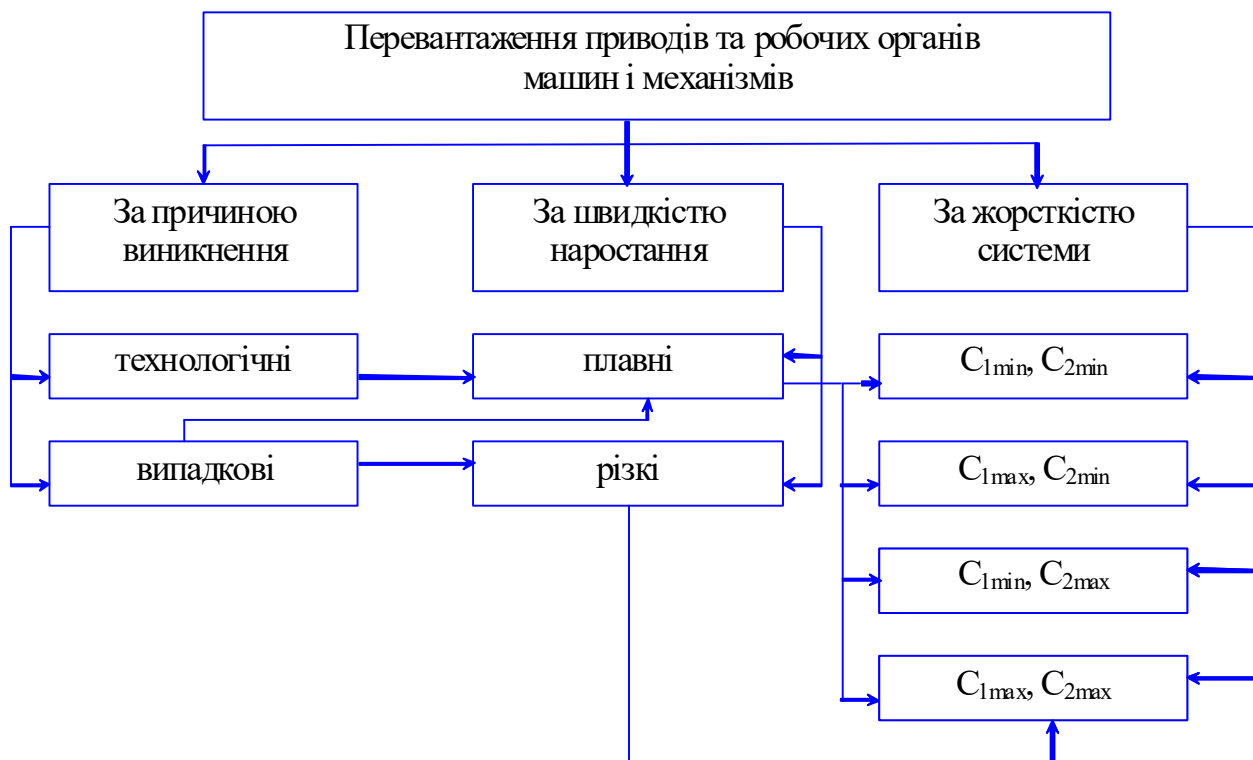 Перевантаження приводів та робочих органів
машин і механізмів
За причиною
виникнення
За швидкістю
наростання
За жорсткістю
системи
технологічні
плавні
C1min, C2min
випадкові
різкі
C1max, C2min
C1min, C2max
C1max, C2max